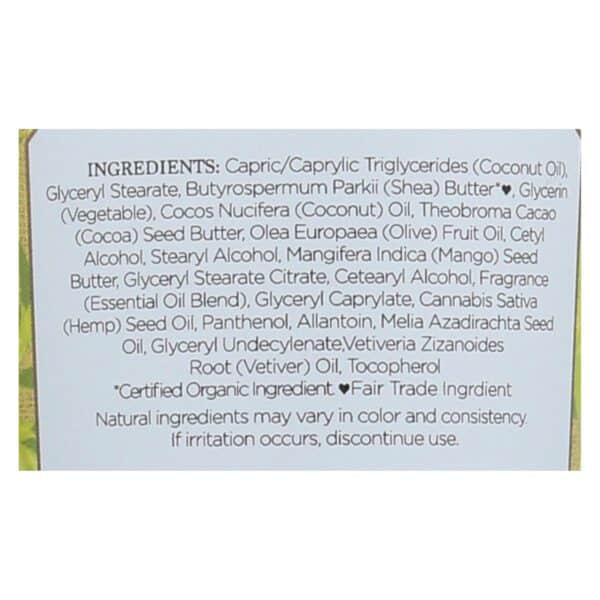 INGREDIENTS: Capric/Caprylic Triglycerides (Coconut Oil),
Glyceryl Stearate, Butyrospermum Parkii (Shea) Butter*♥, Glycerin
(Vegetable), Cocos Nucifera (Coconut) Oil, Theobroma Cacao
(Cocoa) Seed Butter, Olea Europaea (Olive) Fruit Oil, Cetyl
Alcohol, Stearyl Alcohol, Mangifera Indica (Mango) Seed
Butter, Glyceryl Stearate Citrate, Cetearyl Alcohol, Fragrance
(Essential Oil Blend), Glyceryl Caprylate, Cannabis Sativa
(Hemp) Seed Oil, Panthenol, Allantoin, Melia Azadirachta Seed
Oil, Glyceryl Undecylenate,Vetiveria Zizanoides
Root (Vetiver) Oil, Tocopherol
*Certified Organic Ingredient. ♥Fair Trade Ingrdient
Natural ingredients may vary in color and consistency.
If irritation occurs, discontinue use.